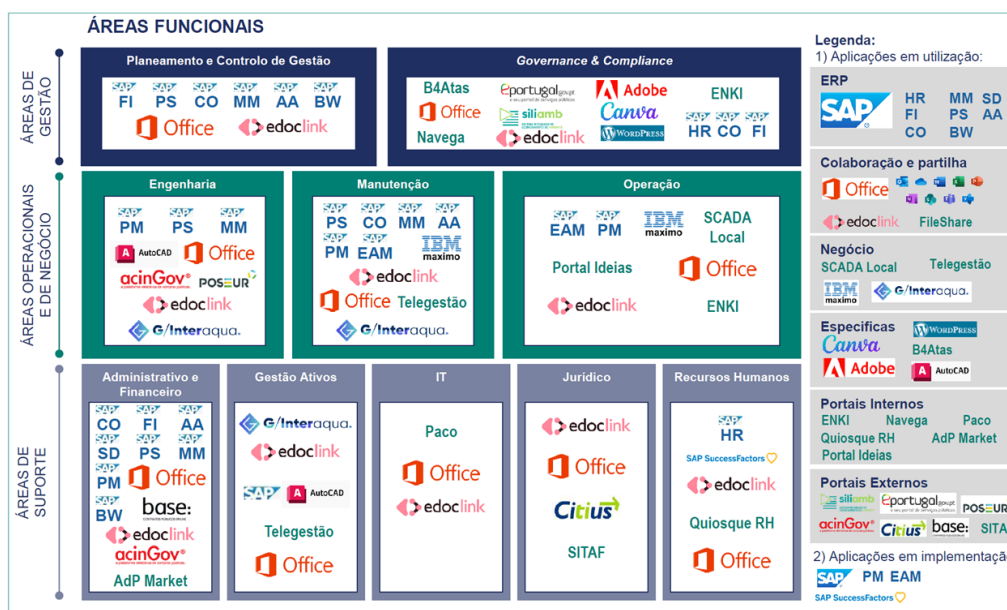 ÁREAS FUNCIONAIS
ÁREAS DE GESTÃO
Planeamento e Controlo de Gestão
SAP SAP SAP SAP SAP SAP
FI PS CO MM AA BW
Office edoclink
Governance & Compliance
B4Atas
Office
Navega
eportugal.gov.pt
siliamb
edoclink
Adobe
Canva
WORDPRESS
ENKI
SAP SAP SAP
HR CO FI
ÁREAS OPERACIONAIS E DE NEGÓCIO
Engenharia
SAP SAP SAP
PM PS MM
AUTOCAD Office
acinGov POSEUR
edoclink
G/Interaqua.
Manutenção
SAP SAP SAP SAP
PS CO MM AA
SAP SAP
PM EAM
IBM
maximo
edoclink
Office Telegestão
G/Interaqua.
Operação
SAP SAP
EAM PM
IBM
maximo
SCADA
Local
Portal Ideias
Office
edoclink
ENKI
ÁREAS DE SUPORTE
Administrativo e
Financeiro
SAP SAP SAP
CO FI AA
SAP SAP SAP
SD PS MM
SAP
PM Office
SAP
BW base:
edoclink
acinGov
AdP Market
Gestão Ativos
G/Interaqua.
edoclink
SAP AUTOCAD
Telegestão
Office
IT
Paco
Office
edoclink
Juridico
edoclink
Office
Citius
SITAF
Recursos Humanos
SAP
HR
SAP SuccessFactors
edoclink
Quiosque RH
Office
Legenda:
1) Aplicações em utilização:
ERP
SAP
HR MM SD
FI PS AA
CO BW
Colaboração e partilha
Office
edoclink FileShare
Negócio
SCADA Local Telegestão
IBM
maximo
G/Interaqua.
Especificas
WORDPRESS
Canva
B4Atas
Adobe AUTOCAD
Portais Internos
ENKI Navega Paco
Quiosque RH AdP Market
Portal Ideias
Portais Externos
siliamb eportugal.gov.pt POSEUR
acinGov Citius base: SITAF
2) Aplicações em implementação
SAP PM EAM
SAP SuccessFactors